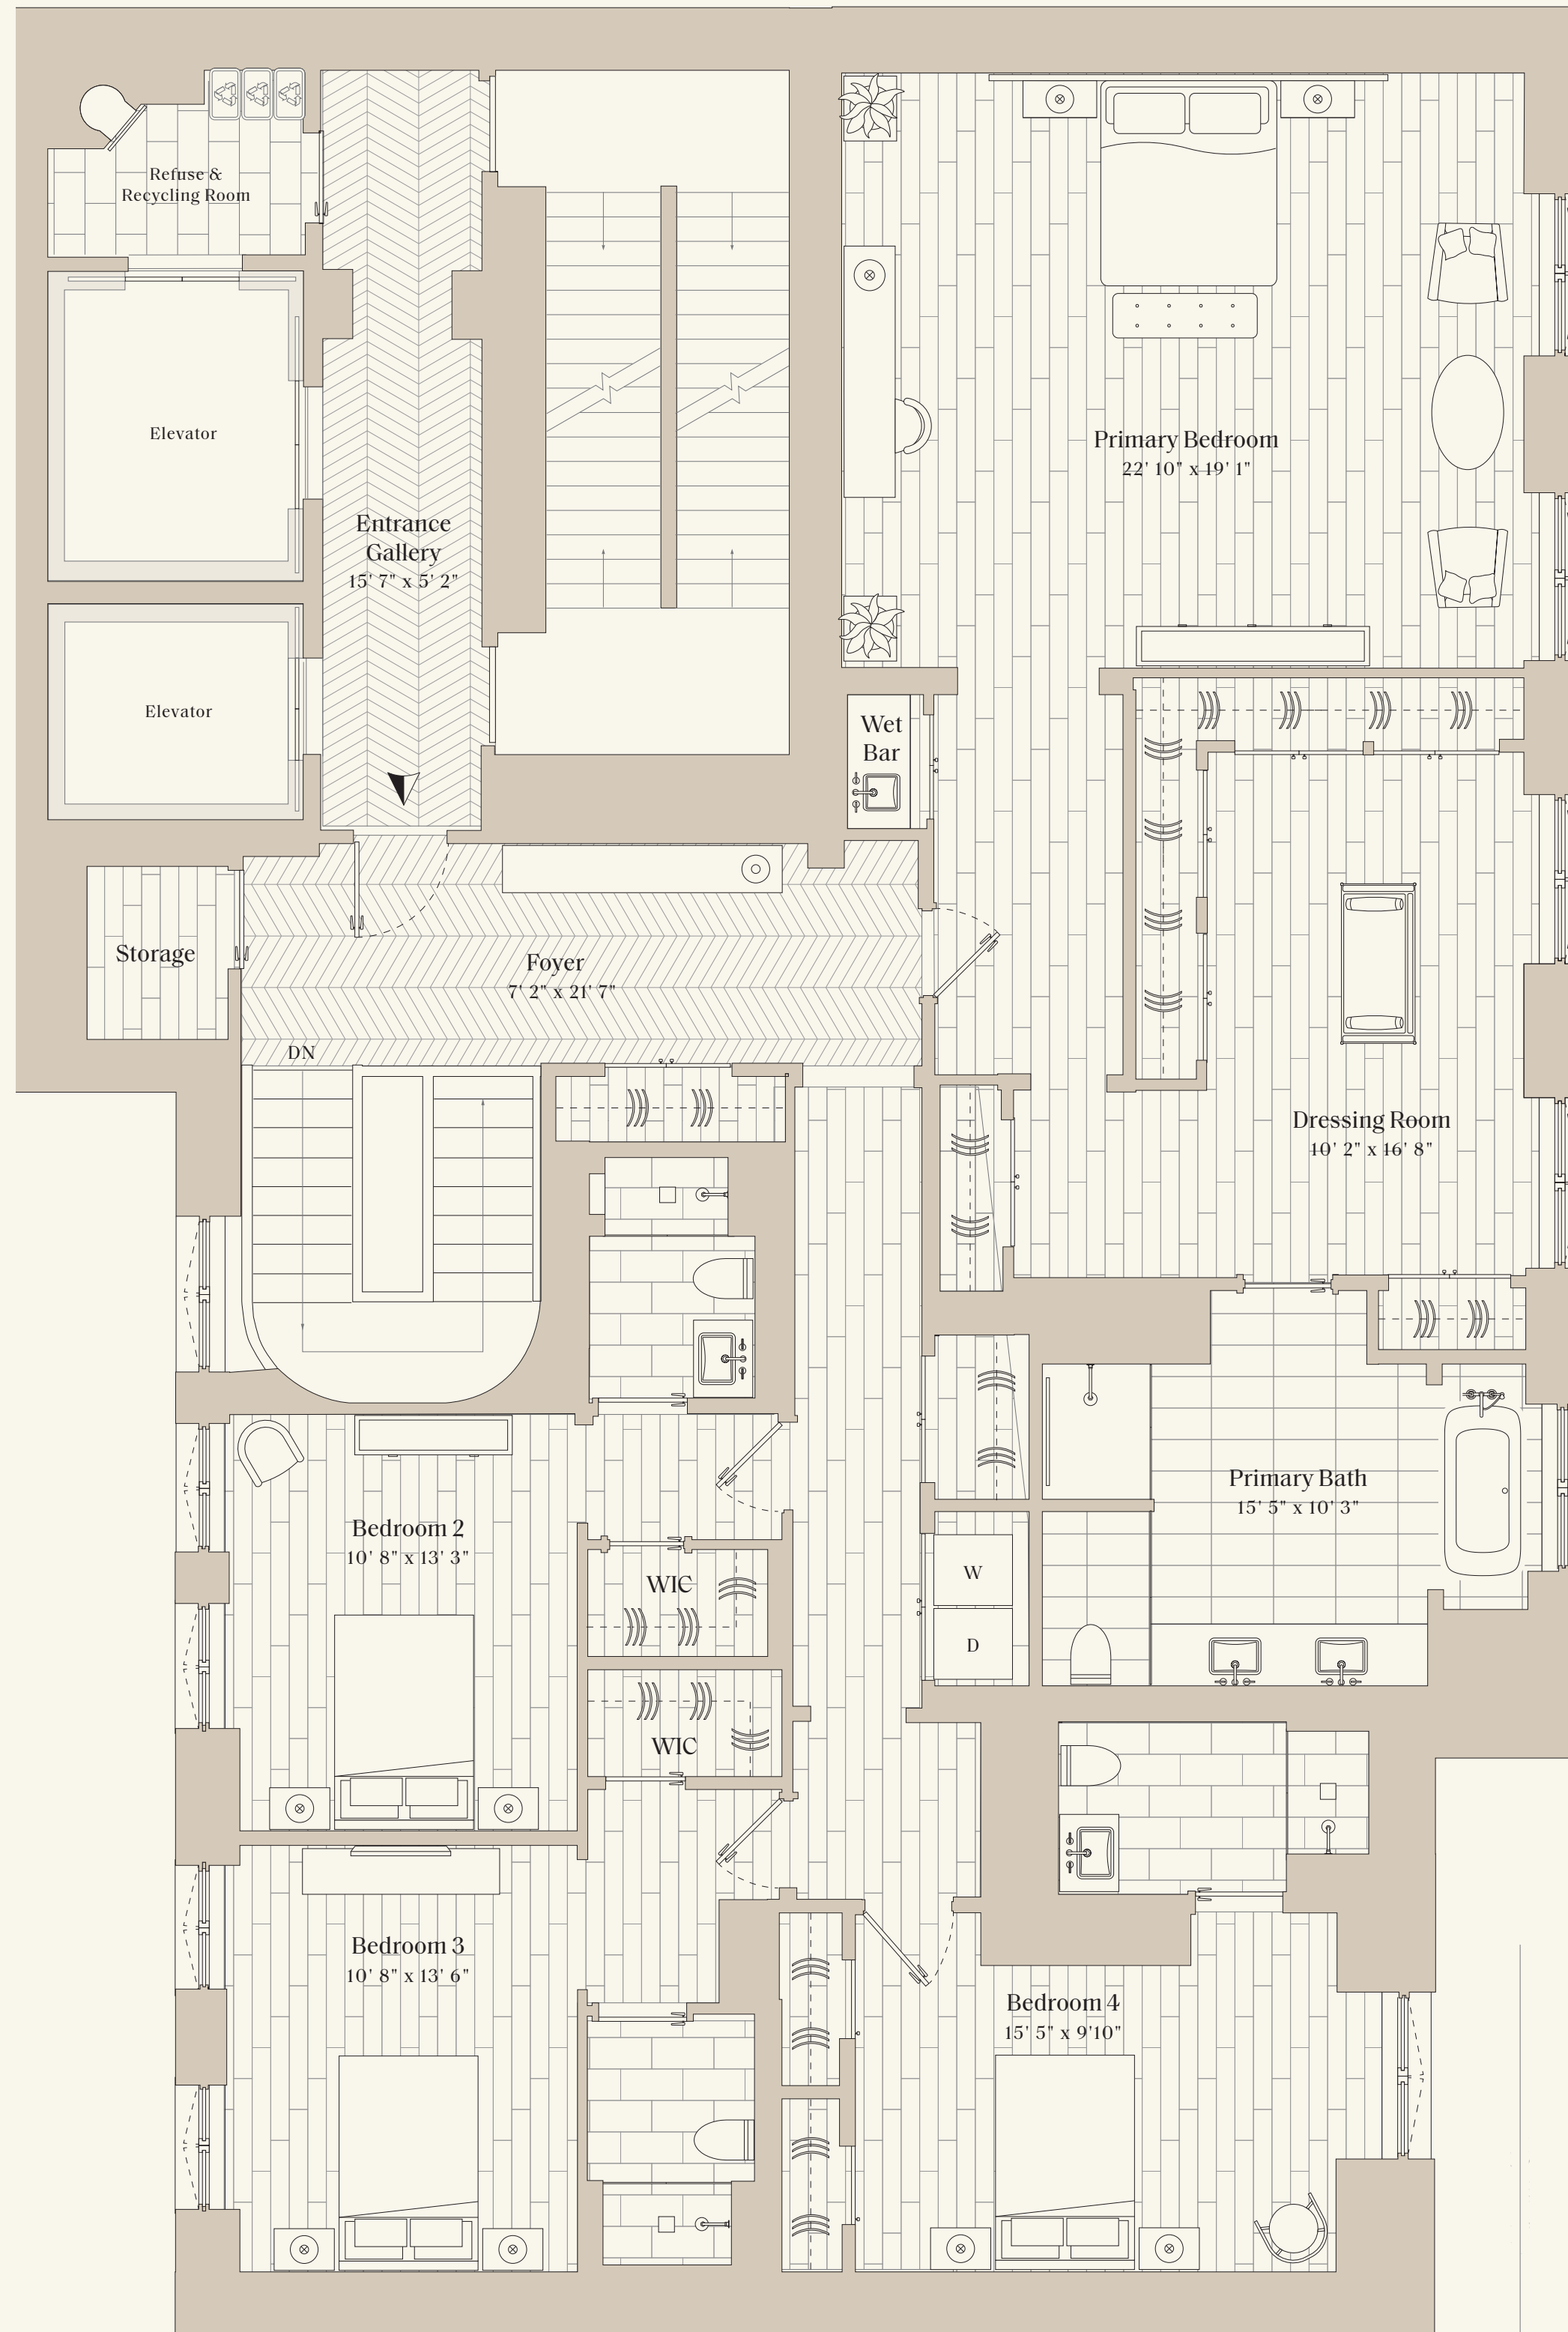 Refuse &
Recycling Room
Elevator
Entrance
Gallery
15' 7" x 5' 2"
Elevator
Primary Bedroom
22' 10" x 19' 1"
Wet
Bar
Storage
Foyer
7' 2" x 21' 7"
DN
Dressing Room
10' 2" x 16' 8"
Primary Bath
15' 5" x 10' 3"
Bedroom 2
10' 8" x 13' 3"
WIC
W
D
WIC
Bedroom 3
10' 8" x 13' 6"
Bedroom 4
15' 5" x 9'10"